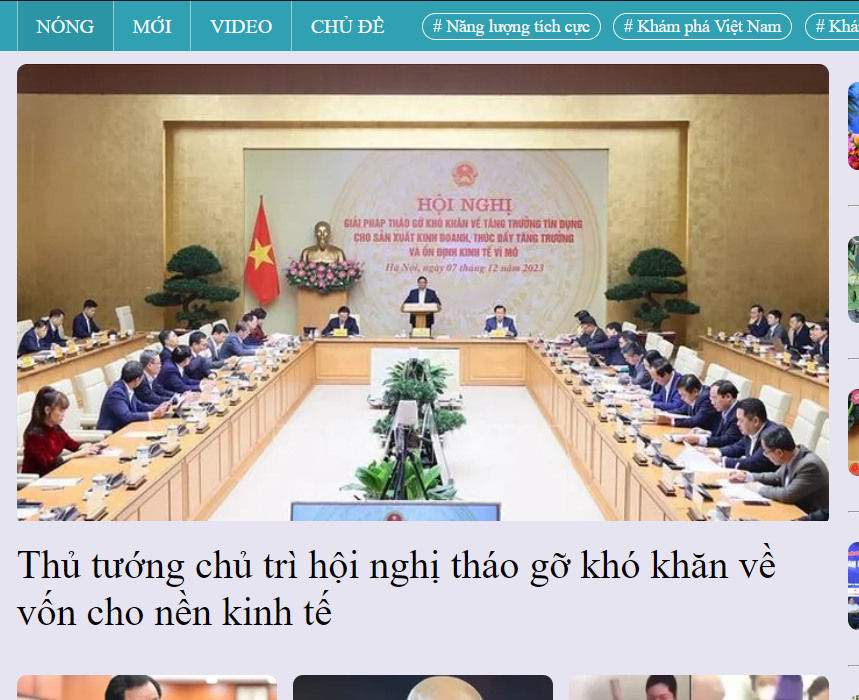 NÓNG
MỚI
VIDEO
CHỦ ĐỀ
# Năng lượng tích cực
# Khám phá Việt Nam
# Khá
HỘI NGHỊ
GIẢI PHÁP THÁO GỠ KHÓ KHĂN VỀ TĂNG TRƯỞNG TÍN DỤNG
CHO SẢN XUẤT KINH DOANH, THÚC ĐẨY TĂNG TRƯỞNG
VÀ ỔN ĐỊNH KINH TẾ VĨ MÔ
Hà Nội, ngày 07 tháng 12 năm 2023
Thủ tướng chủ trì hội nghị tháo gỡ khó khăn về
vốn cho nền kinh tế